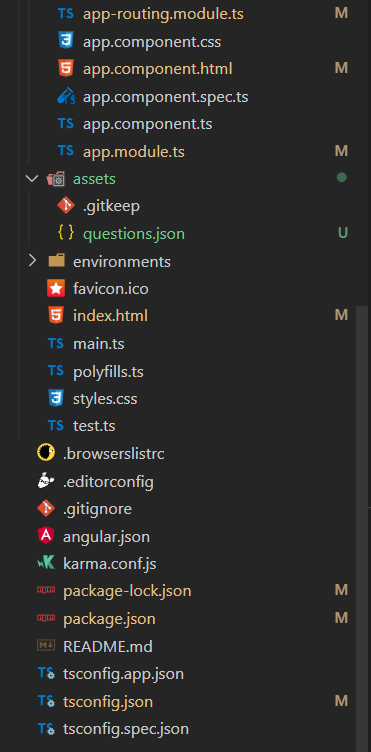 TS app-routing.module.ts M
app.component.css
app.component.html M
app.component.spec.ts
TS app.component.ts
TS app.module.ts M
assets
.gitkeep
{} questions.json U
environments
favicon.ico
index.html M
TS main.ts
TS polyfills.ts
styles.css
TS test.ts
.browserslistrc
.editorconfig
.gitignore
angular.json
karma.conf.js
package-lock.json M
package.json M
README.md
TS tsconfig.app.json
TS tsconfig.json M
TS tsconfig.spec.json